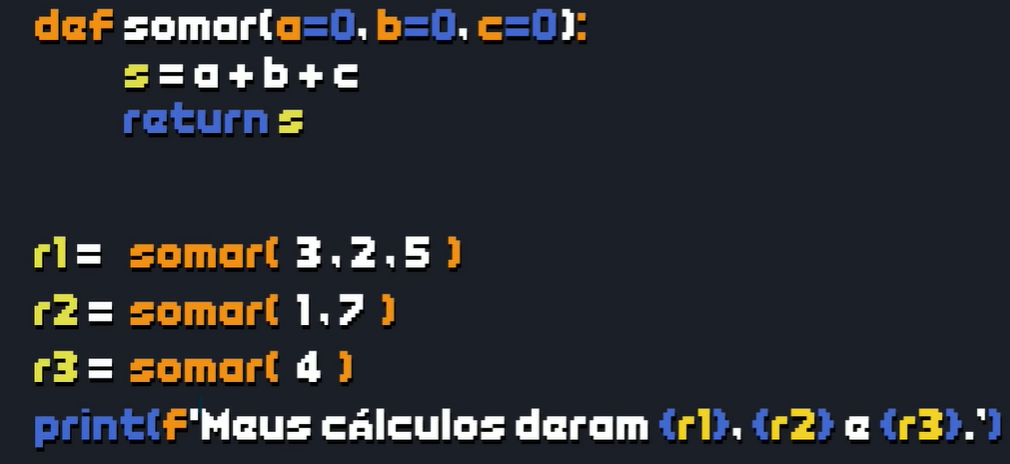 def somar(a=0, b=0, c=0):
s = a + b + c
return s
r1 = somar( 3 , 2 , 5 )
r2 = somar( 1 , 7 )
r3 = somar( 4 )
print(f'Meus cálculos deram {r1}, {r2} e {r3}.')